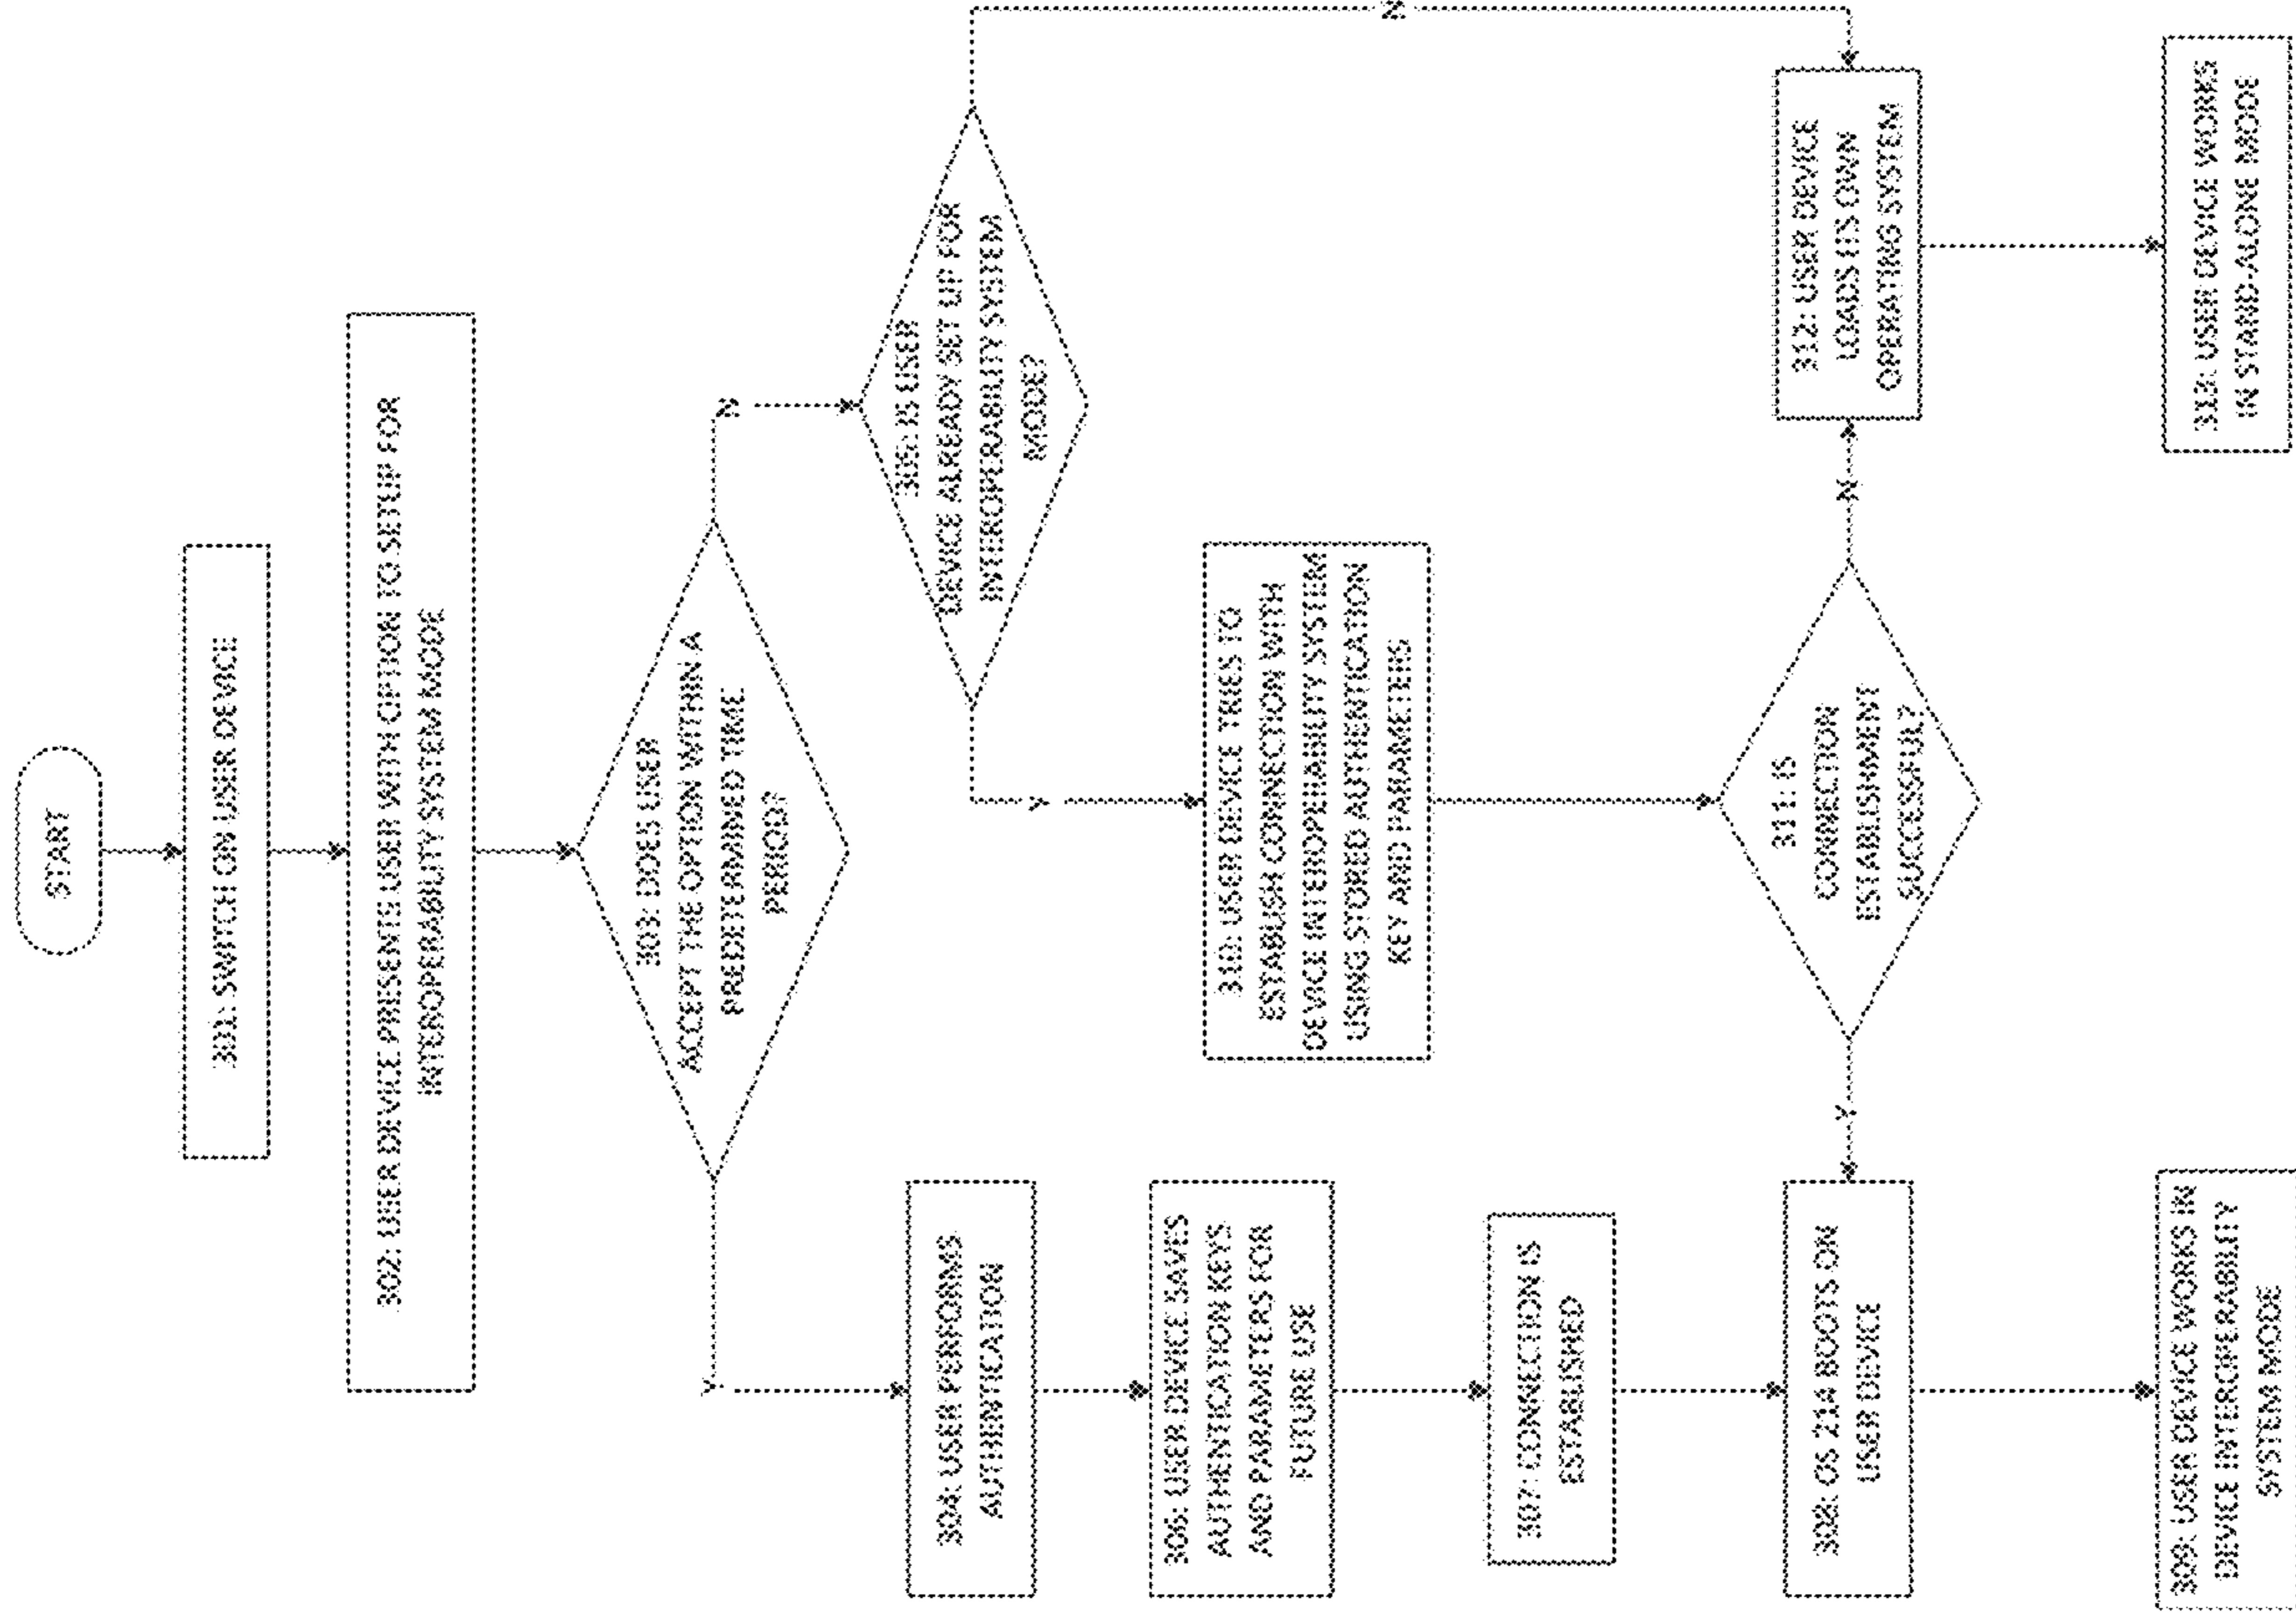 START
301: SWITCH ON USER DEVICE
302: USER DEVICE PRESENTS USER WITH OPTION TO SETUP FOR
INTEROPERABILITY SYSTEM MODE
303: DOES USER
ACCEPT THE OPTION WITHIN A
PREDETERMINED TIME
PERIOD?
Y
N
304: USER PERFORMS
AUTHENTICATION
305: IS USER
DEVICE ALREADY SET UP FOR
INTEROPERABILITY SYSTEM
MODE?
Y
N
306: USER DEVICE SAVES
AUTHENTICATION KEYS
AND PARAMETERS FOR
FUTURE USE
310: USER DEVICE TRIES TO
ESTABLISH CONNECTION WITH
DEVICE INTEROPERABILITY SYSTEM
USING STORED AUTHENTICATION
KEY AND PARAMETERS
307: CONNECTION IS
ESTABLISHED
311: IS
CONNECTION
ESTABLISHMENT
SUCCESSFUL?
Y
N
308: OS 214 BOOTS ON
USER DEVICE
312: USER DEVICE
LOADS ITS OWN
OPERATING SYSTEM
309: USER DEVICE WORKS IN
DEVICE INTEROPERABILITY
SYSTEM MODE
313: USER DEVICE WORKS
IN STAND-ALONE MODE